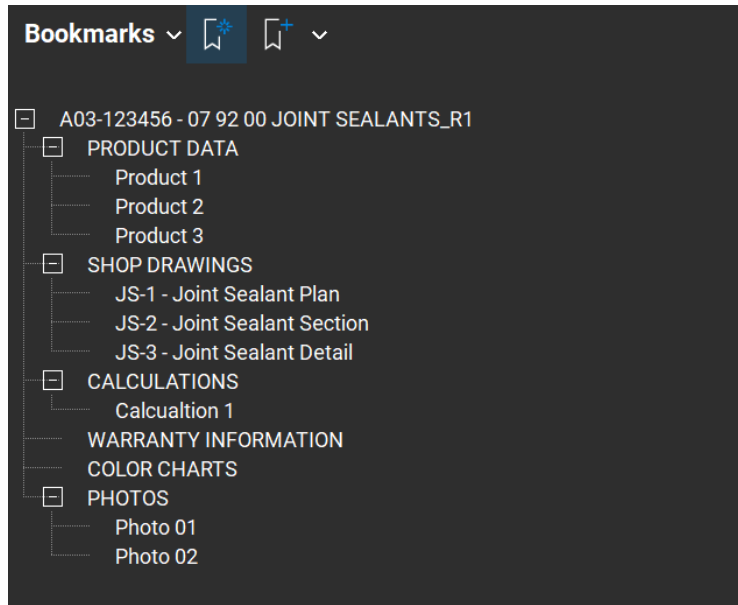 Bookmarks
A03-123456 - 07 92 00 JOINT SEALANTS_R1
PRODUCT DATA
Product 1
Product 2
Product 3
SHOP DRAWINGS
JS-1 - Joint Sealant Plan
JS-2 - Joint Sealant Section
JS-3 - Joint Sealant Detail
CALCULATIONS
Calcualtion 1
WARRANTY INFORMATION
COLOR CHARTS
PHOTOS
Photo 01
Photo 02